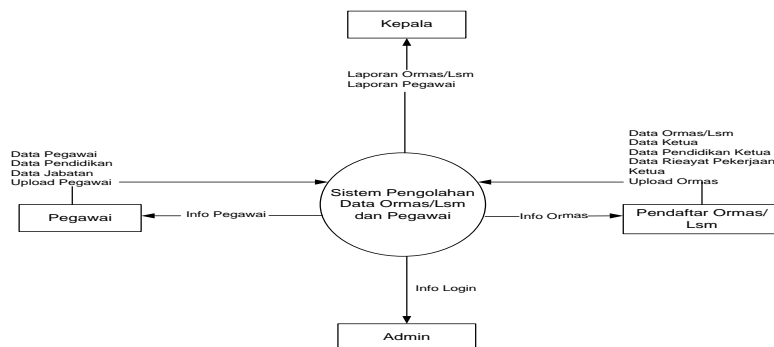 Kepala
Laporan Ormas/Lsm
Laporan Pegawai
Data Pegawai
Data Pendidikan
Data Jabatan
Upload Pegawai
Data Ormas/Lsm
Data Ketua
Data Pendidikan Ketua
Data Rieayat Pekerjaan
Ketua
Upload Ormas
Sistem Pengolahan
Data Ormas/Lsm
dan Pegawai
Pegawai
Info Pegawai
Info Ormas
Pendaftar Ormas/
Lsm
Info Login
Admin